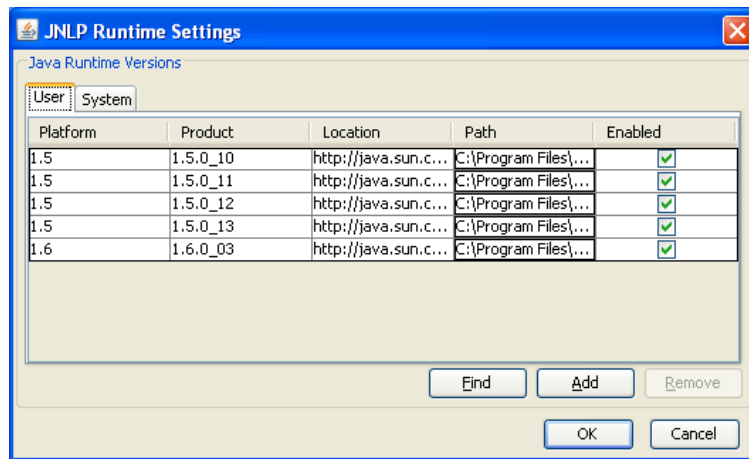 JNLP Runtime Settings
Java Runtime Versions
User System
Platform Product Location Path Enabled
1.5 1.5.0_10 http://java.sun.c... C:\Program Files\...
1.5 1.5.0_11 http://java.sun.c... C:\Program Files\...
1.5 1.5.0_12 http://java.sun.c... C:\Program Files\...
1.5 1.5.0_13 http://java.sun.c... C:\Program Files\...
1.6 1.6.0_03 http://java.sun.c... C:\Program Files\...
Find Add Remove
OK Cancel